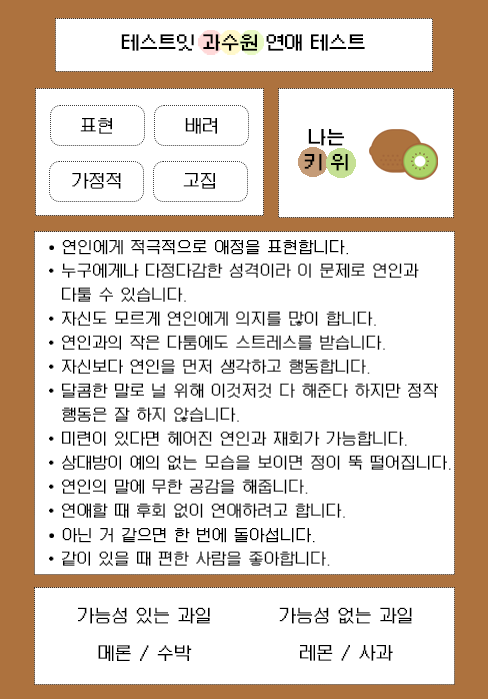 테스트잇 과수원 연애 테스트
표현
배려
가정적
고집
나는
키위
• 연인에게 적극적으로 애정을 표현합니다.
• 누구에게나 다정다감한 성격이라 이 문제로 연인과
다툴 수 있습니다.
• 자신도 모르게 연인에게 의지를 많이 합니다.
• 연인과의 작은 다툼에도 스트레스를 받습니다.
• 자신보다 연인을 먼저 생각하고 행동합니다.
• 달콤한 말로 널 위해 이것저것 다 해준다 하지만 정작
행동은 잘 하지 않습니다.
• 미련이 있다면 헤어진 연인과 재회가 가능합니다.
• 상대방이 예의 없는 모습을 보이면 정이 뚝 떨어집니다.
• 연인의 말에 무한 공감을 해줍니다.
• 연애할 때 후회 없이 연애하려고 합니다.
• 아닌 거 같으면 한 번에 돌아섭니다.
• 같이 있을 때 편한 사람을 좋아합니다.
가능성 있는 과일
메론 / 수박
가능성 없는 과일
레몬 / 사과